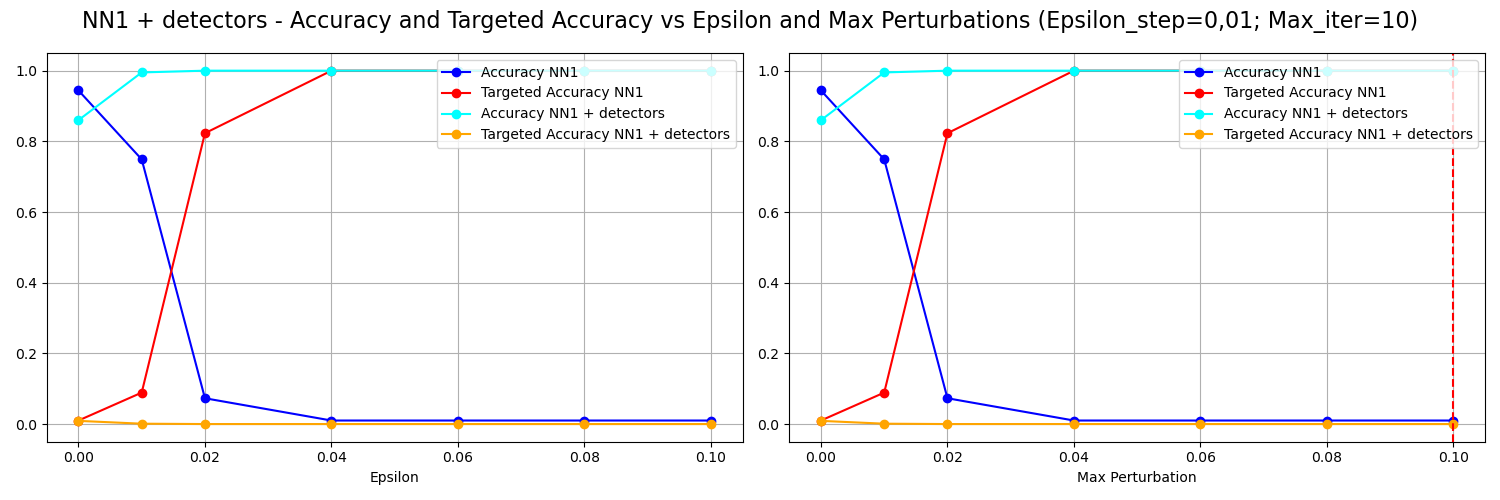 NN1 + detectors - Accuracy and Targeted Accuracy vs Epsilon and Max Perturbations (Epsilon_step=0,01; Max_iter=10)
1.0
0.8
0.6
0.4
0.2
0.0
0.00
0.02
0.04
0.06
0.08
0.10
Epsilon
Accuracy NN1
Targeted Accuracy NN1
Accuracy NN1 + detectors
Targeted Accuracy NN1 + detectors
1.0
0.8
0.6
0.4
0.2
0.0
0.00
0.02
0.04
0.06
0.08
0.10
Max Perturbation
Accuracy NN1
Targeted Accuracy NN1
Accuracy NN1 + detectors
Targeted Accuracy NN1 + detectors